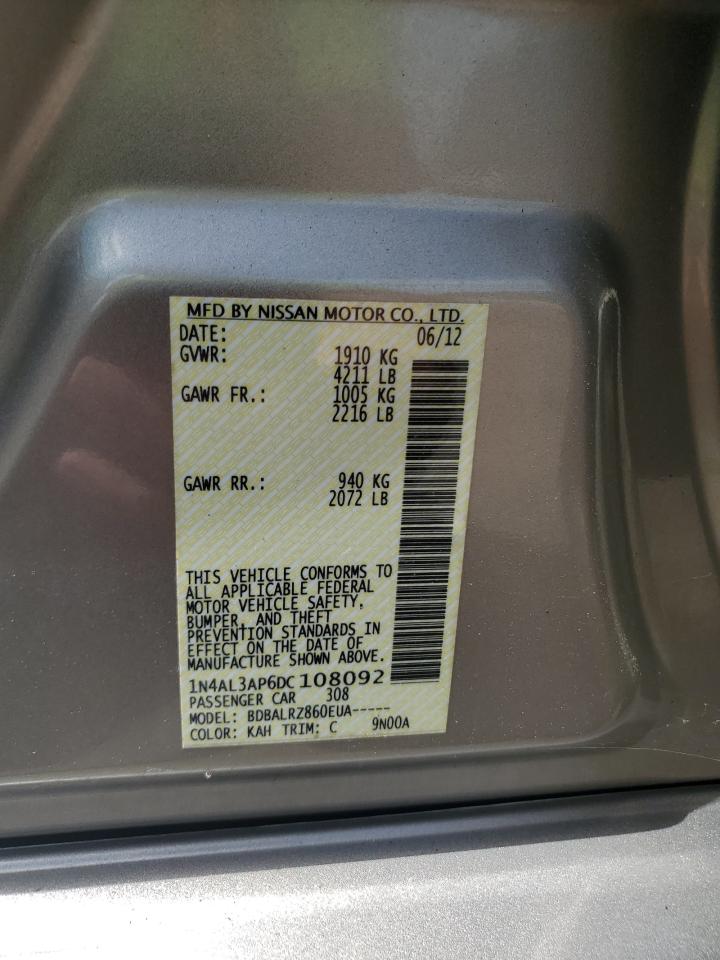 MFD BY NISSAN MOTOR CO., LTD.
DATE: 06/12
GVWR: 1910 KG
4211 LB
GAWR FR.: 1005 KG
2216 LB
GAWR RR.: 940 KG
2072 LB
THIS VEHICLE CONFORMS TO
ALL APPLICABLE FEDERAL
MOTOR VEHICLE SAFETY,
BUMPER, AND THEFT
PREVENTION STANDARDS IN
EFFECT ON THE DATE OF
MANUFACTURE SHOWN ABOVE.
1N4AL3AP6DC108092
PASSENGER CAR 308
MODEL: BDBALRZ860EUA-----
COLOR: KAH TRIM: C 9N00A